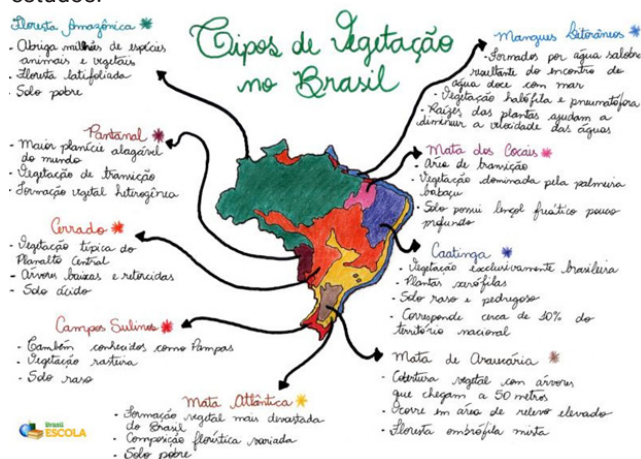 estudos.
Tipos de Vegetação
no Brasil
Floresta Amazônica
- Abriga milhares de espécies
animais e vegetais
- Floresta latifoliada
- Solo pobre
Pantanal
- Maior planície alagável
do mundo
- Vegetação de transição
- Formação vegetal heterogênea
Cerrado
- Vegetação típica do
Planalto Central
- Árvores baixas e retorcidas
- Solo ácido
Campos Sulinos
- Também conhecidos como Pampas
- Vegetação rasteira
- Solo raso
Mata Atlântica
- Formação vegetal mais devastada
do Brasil
- Composição florística variada
- Solo pobre
Mangues Litorâneos
- Formados por água salobra
resultante do encontro de
água doce com mar
- Vegetação halófila e pneumatófora
- Raízes das plantas ajudam a
diminuir a velocidade das águas
Mata dos Cocais
- Área de transição
- Vegetação dominada pela palmeira
babaçu
- Solo possui lençol freático pouco
profundo
Caatinga
- Vegetação exclusivamente brasileira
- Plantas xerófilas
- Solo raso e pedregoso
- Corresponde cerca de 10% do
território nacional
Mata de Araucária
- Cobertura vegetal com árvores
que chegam a 50 metros
- Ocorre em área de relevo elevado
- Floresta ombrófila mista
Brasil
ESCOLA